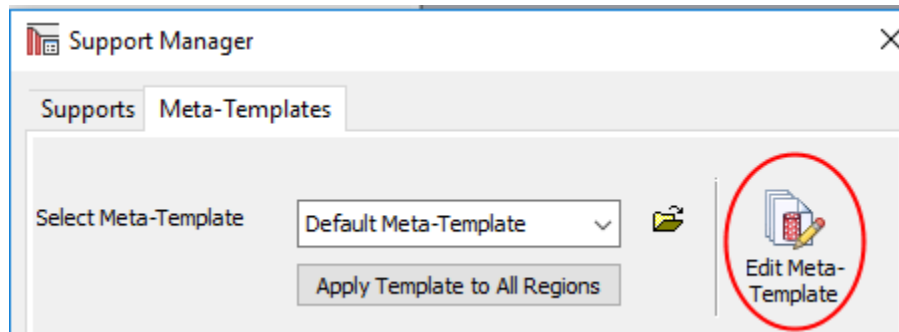 Support Manager
Supports Meta-Templates
Select Meta-Template Default Meta-Template
Apply Template to All Regions
Edit Meta-
Template